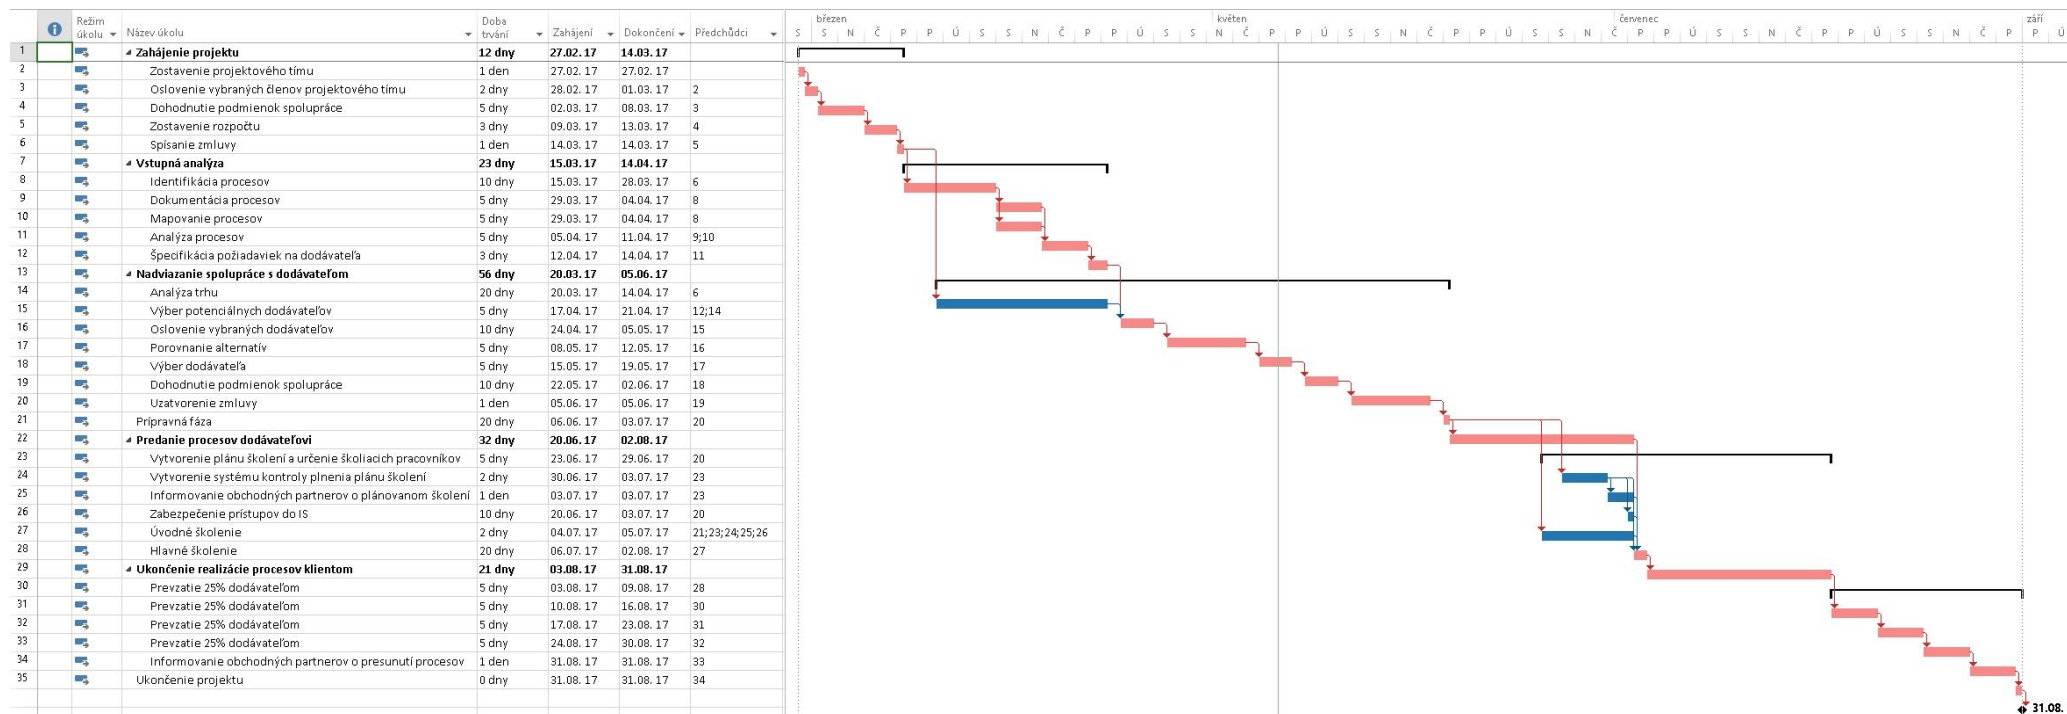 březen květen červenec září
Režim úkolu Název úkolu Doba trvání Zahájení Dokončení Předchůdci S S N Č P P Ú S S N Č P P Ú S S N Č P P Ú S S N Č P P Ú S S N Č P P Ú
1 Zahájenie projektu 12 dny 27.02. 17 14.03. 17
2 Zostavenie projektového tímu 1 den 27.02. 17 27.02. 17
3 Oslovenie vybraných členov projektového tímu 2 dny 28.02. 17 01.03. 17 2
4 Dohodnutie podmienok spolupráce 5 dny 02.03. 17 08.03. 17 3
5 Zostavenie rozpočtu 3 dny 09.03. 17 13.03. 17 4
6 Spísanie zmluvy 1 den 14.03. 17 14.03. 17 5
7 Vstupná analýza 23 dny 15.03. 17 14.04. 17
8 Identifikácia procesov 10 dny 15.03. 17 28.03. 17 6
9 Dokumentácia procesov 5 dny 29.03. 17 04.04. 17 8
10 Mapovanie procesov 5 dny 29.03. 17 04.04. 17 8
11 Analýza procesov 5 dny 05.04. 17 11.04. 17 9;10
12 Špecifikácia požiadaviek na dodávateľa 3 dny 12.04. 17 14.04. 17 11
13 Nadviazanie spolupráce s dodávateľom 56 dny 20.03. 17 05.06. 17
14 Analýza trhu 20 dny 20.03. 17 14.04. 17 6
15 Výber potenciálnych dodávateľov 5 dny 17.04. 17 21.04. 17 12;14
16 Oslovenie vybraných dodávateľov 10 dny 24.04. 17 05.05. 17 15
17 Porovnanie alternatív 5 dny 08.05. 17 12.05. 17 16
18 Výber dodávateľa 5 dny 15.05. 17 19.05. 17 17
19 Dohodnutie podmienok spolupráce 10 dny 22.05. 17 02.06. 17 18
20 Uzatvorenie zmluvy 1 den 05.06. 17 05.06. 17 19
21 Prípravná fáza 20 dny 06.06. 17 03.07. 17 20
22 Predanie procesov dodávateľovi 32 dny 20.06. 17 02.08. 17
23 Vytvorenie plánu školení a určenie školiacich pracovníkov 5 dny 23.06. 17 29.06. 17 20
24 Vytvorenie systému kontroly plnenia plánu školení 2 dny 30.06. 17 03.07. 17 23
25 Informovanie obchodných partnerov o plánovanom školení 1 den 03.07. 17 03.07. 17 23
26 Zabezpečenie prístupov do IS 10 dny 20.06. 17 03.07. 17 20
27 Úvodné školenie 2 dny 04.07. 17 05.07. 17 21;23;24;25;26
28 Hlavné školenie 20 dny 06.07. 17 02.08. 17 27
29 Ukončenie realizácie procesov klientom 21 dny 03.08. 17 31.08. 17
30 Prevzatie 25% dodávateľom 5 dny 03.08. 17 09.08. 17 28
31 Prevzatie 25% dodávateľom 5 dny 10.08. 17 16.08. 17 30
32 Prevzatie 25% dodávateľom 5 dny 17.08. 17 23.08. 17 31
33 Prevzatie 25% dodávateľom 5 dny 24.08. 17 30.08. 17 32
34 Informovanie obchodných partnerov o presunutí procesov 1 den 31.08. 17 31.08. 17 33
35 Ukončenie projektu 0 dny 31.08. 17 31.08. 17 34
31.08.